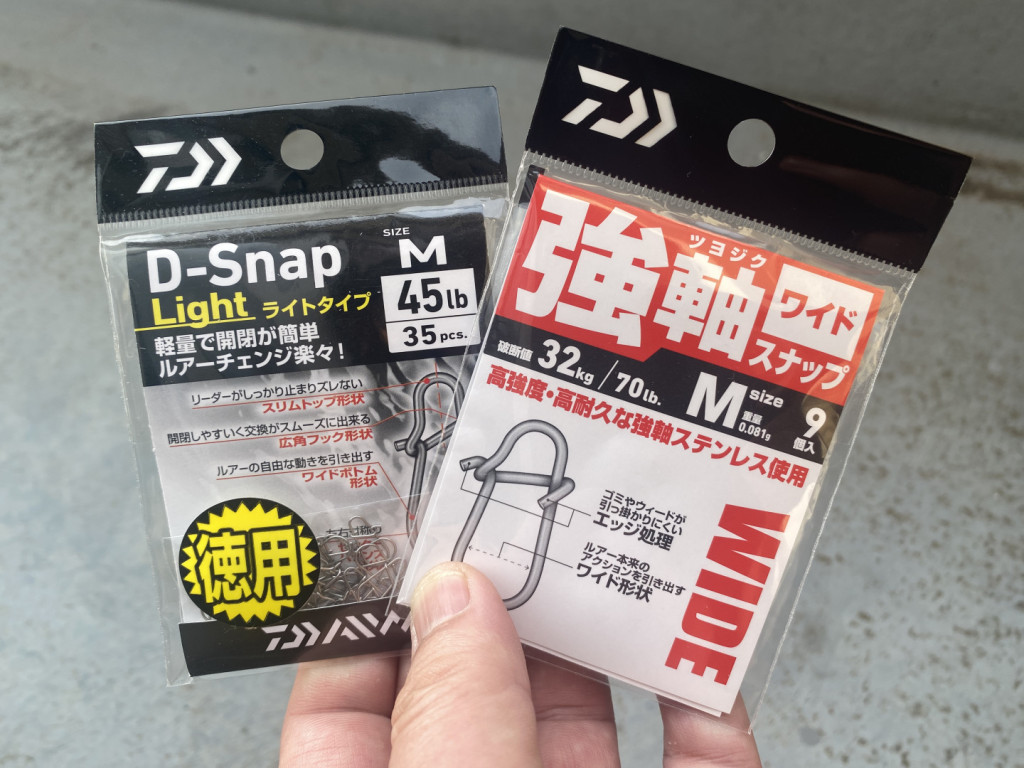 D-Snap
Light ライトタイプ
軽量で開閉が簡単
ルアーチェンジ楽々!
SIZE
M
45lb
35pcs.
リーダーがしっかり止まりズレない
スリムトップ形状
開閉しやすいく交換がスムーズに出来る
広角フック形状
ルアーの自由な動きを引き出す
ワイドボトム
形状
徳用
ツヨジク
強軸
ワイド
スナップ
破断値 32kg/70lb.
M size
重量
0.081g
9
個入
高強度・高耐久な強軸ステンレス使用
ゴミやウィードが
引っ掛かりにくい
エッジ処理
ルアー本来の
アクションを引き出す
ワイド形状
WIDE